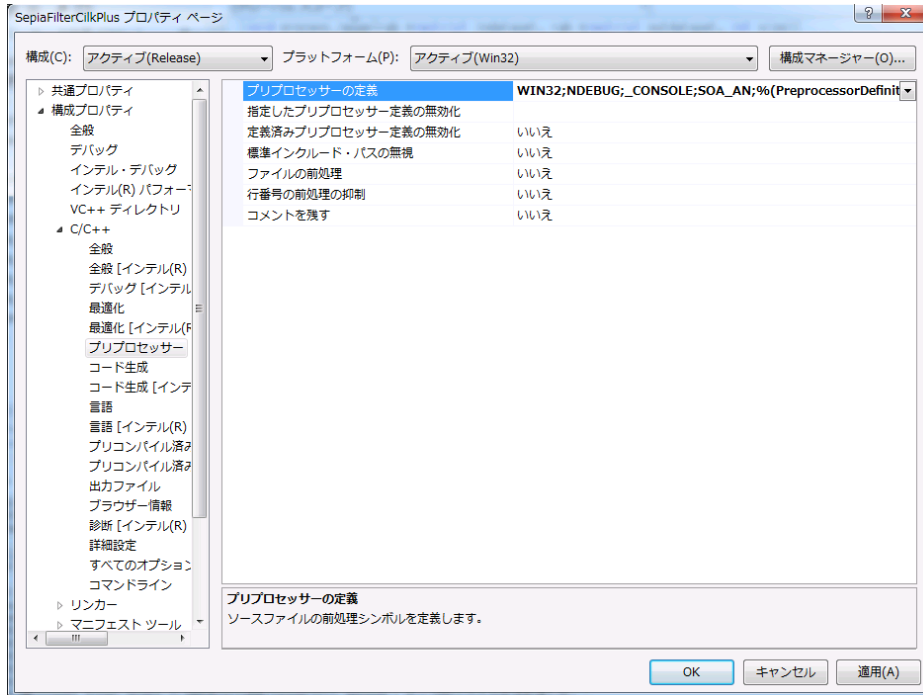 SepiaFilterCilkPlus プロパティ ページ
構成(C): アクティブ(Release) プラットフォーム(P): アクティブ(Win32) 構成マネージャー(O)...
共通プロパティ
構成プロパティ
全般
デバッグ
インテル・デバッグ
インテル(R) パフォーマ
VC++ ディレクトリ
C/C++
全般
全般 [インテル(R)
デバッグ [インテル
最適化
最適化 [インテル(R
プリプロセッサー
コード生成
コード生成 [インテ
言語
言語 [インテル(R)
プリコンパイル済み
プリコンパイル済み
出力ファイル
ブラウザー情報
診断 [インテル(R)
詳細設定
すべてのオプション
コマンドライン
リンカー
マニフェスト ツール
プリプロセッサーの定義 WIN32;NDEBUG;_CONSOLE;SOA_AN;%(PreprocessorDefinit
指定したプリプロセッサー定義の無効化
定義済みプリプロセッサー定義の無効化 いいえ
標準インクルード・パスの無視 いいえ
ファイルの前処理 いいえ
行番号の前処理の抑制 いいえ
コメントを残す いいえ
プリプロセッサーの定義
ソースファイルの前処理シンボルを定義します。
OK キャンセル 適用(A)